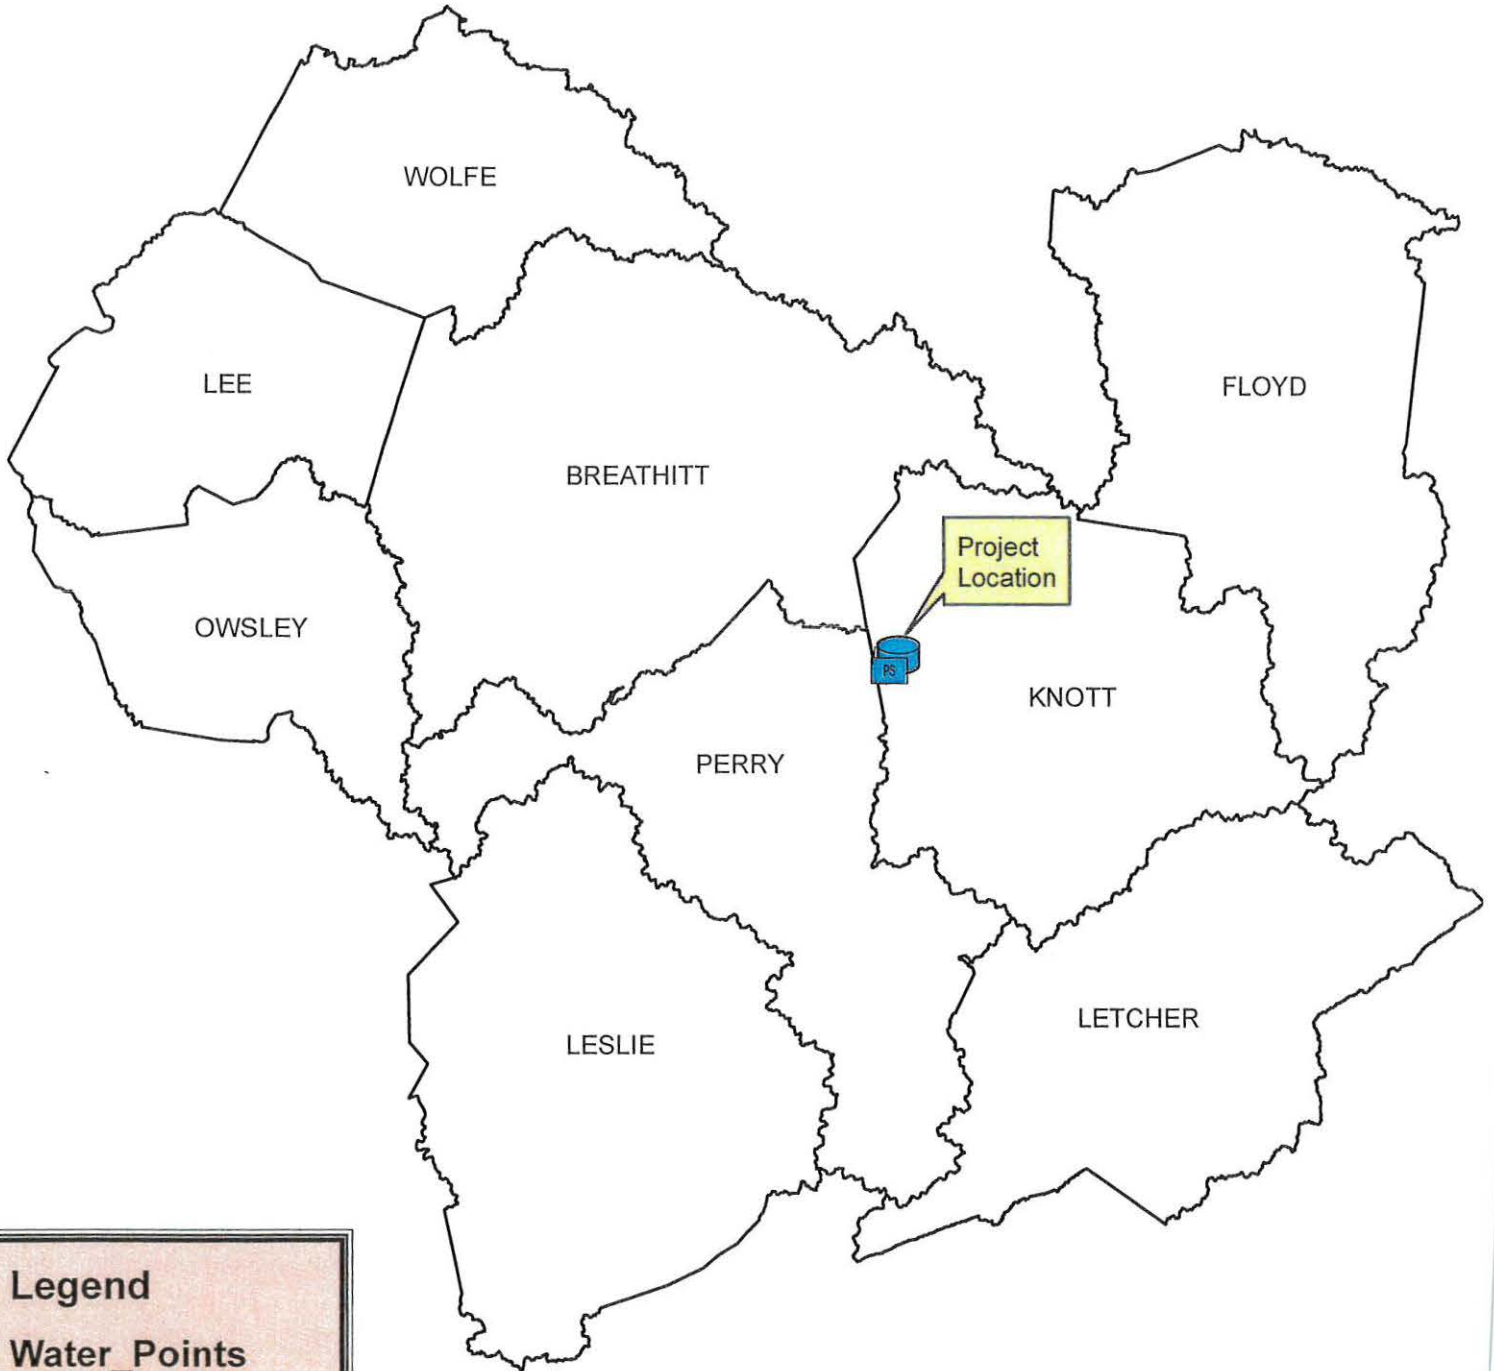 WOLFE
LEE
FLOYD
BREATHITT
Project
Location
OWSLEY
PS
KNOTT
PERRY
LETCHER
LESLIE
Legend
Water_Points